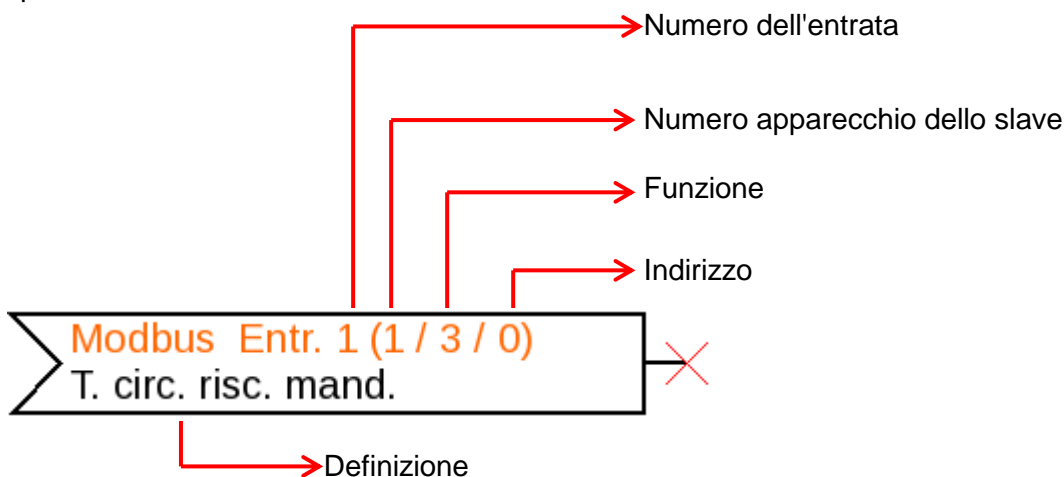 Numero dell'entrata
Numero apparecchio dello slave
Funzione
Indirizzo
Modbus Entr. 1 (1 / 3 / 0)
T. circ. risc. mand.
Definizione